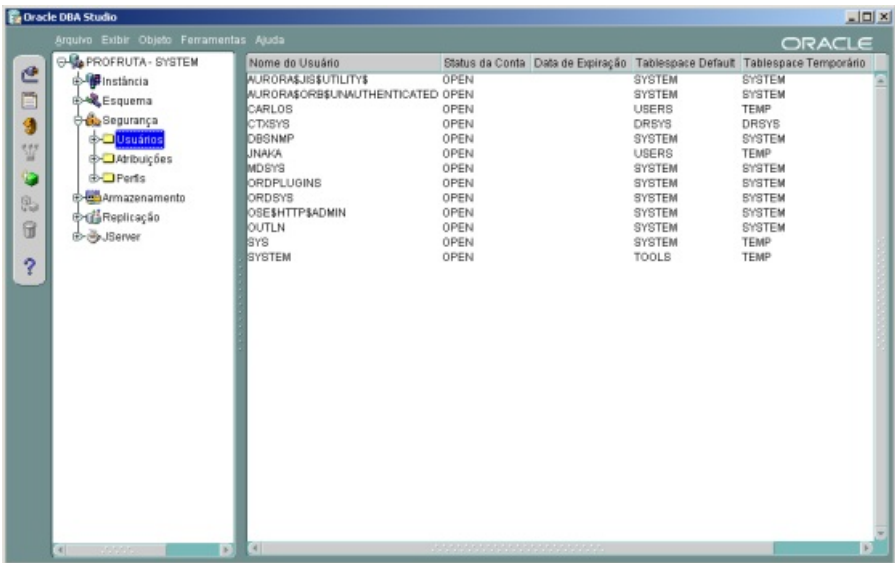 Oracle DBA Studio
Arquivo Exibir Objeto Ferramentas Ajuda
ORACLE
PROFRUTA - SYSTEM
Instância
Esquema
Segurança
Usuários
Atribuições
Perfis
Armazenamento
Replicação
JServer
?
Nome do Usuário Status da Conta Data de Expiração Tablespace Default Tablespace Temporário
AURORA$JIS$UTILITY$ OPEN SYSTEM SYSTEM
AURORA$ORB$UNAUTHENTICATED OPEN SYSTEM SYSTEM
CARLOS OPEN USERS TEMP
CTXSYS OPEN DRSYS DRSYS
DBSNMP OPEN SYSTEM SYSTEM
JNAKA OPEN USERS TEMP
MDSYS OPEN SYSTEM SYSTEM
ORDPLUGINS OPEN SYSTEM SYSTEM
ORDSYS OPEN SYSTEM SYSTEM
OSE$HTTP$ADMIN OPEN SYSTEM SYSTEM
OUTLN OPEN SYSTEM SYSTEM
SYS OPEN SYSTEM TEMP
SYSTEM OPEN TOOLS TEMP